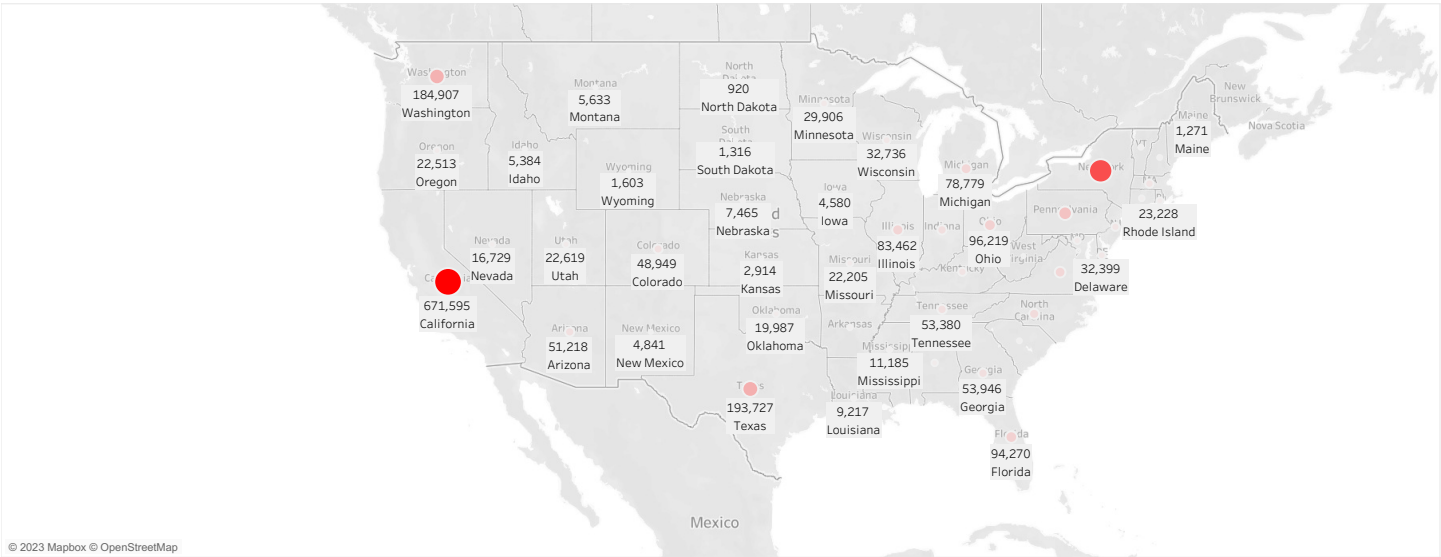 Washington
184,907
Washington
Montana
5,633
Montana
North
Dakota
920
North Dakota
Minnesota
29,906
Minnesota
New
Brunswick
Nova Scotia
Maine
1,271
Maine
VT
Oregon
22,513
Oregon
Idaho
5,384
Idaho
Wyoming
1,603
Wyoming
South
Dakota
1,316
South Dakota
Wisconsin
32,736
Wisconsin
Michigan
78,779
Michigan
New York
MA
Nebraska
7,465
Nebraska
d
s
Iowa
4,580
Iowa
Pennsylvania
23,228
Rhode Island
Nevada
16,729
Nevada
Utah
22,619
Utah
Colorado
48,949
Colorado
Kansas
2,914
Kansas
Missouri
22,205
Missouri
Illinois
83,462
Illinois
Indiana
Ohio
96,219
Ohio
West
Virginia
MD
Kentucky
32,399
Delaware
California
671,595
California
Arizona
51,218
Arizona
New Mexico
4,841
New Mexico
Oklahoma
19,987
Oklahoma
Arkansas
Tennessee
53,380
Tennessee
North
Carolina
Mississippi
11,185
Mississippi
Georgia
53,946
Georgia
Texas
193,727
Texas
Louisiana
9,217
Louisiana
Florida
94,270
Florida
Mexico
© 2023 Mapbox © OpenStreetMap